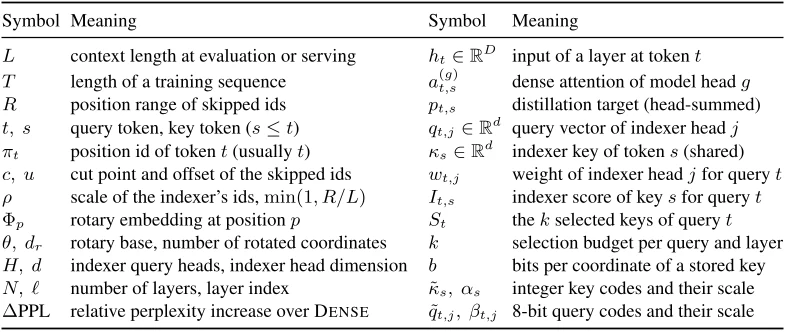 Symbol Meaning Symbol Meaning
L context length at evaluation or serving h_t ∈ ℝ^D input of a layer at token t
T length of a training sequence a_{t,s}^{(g)} dense attention of model head g
R position range of skipped ids p_{t,s} distillation target (head-summed)
t, s query token, key token (s ≤ t) q_{t,j} ∈ ℝ^d query vector of indexer head j
π_t position id of token t (usually t) κ_s ∈ ℝ^d indexer key of token s (shared)
c, u cut point and offset of the skipped ids w_{t,j} weight of indexer head j for query t
ρ scale of the indexer's ids, min(1, R/L) I_{t,s} indexer score of key s for query t
Φ_p rotary embedding at position p S_t the k selected keys of query t
θ, d_r rotary base, number of rotated coordinates k selection budget per query and layer
H, d indexer query heads, indexer head dimension b bits per coordinate of a stored key
N, ℓ number of layers, layer index κ̃_s, α_s integer key codes and their scale
ΔPPL relative perplexity increase over DENSE q̃_{t,j}, β_{t,j} 8-bit query codes and their scale